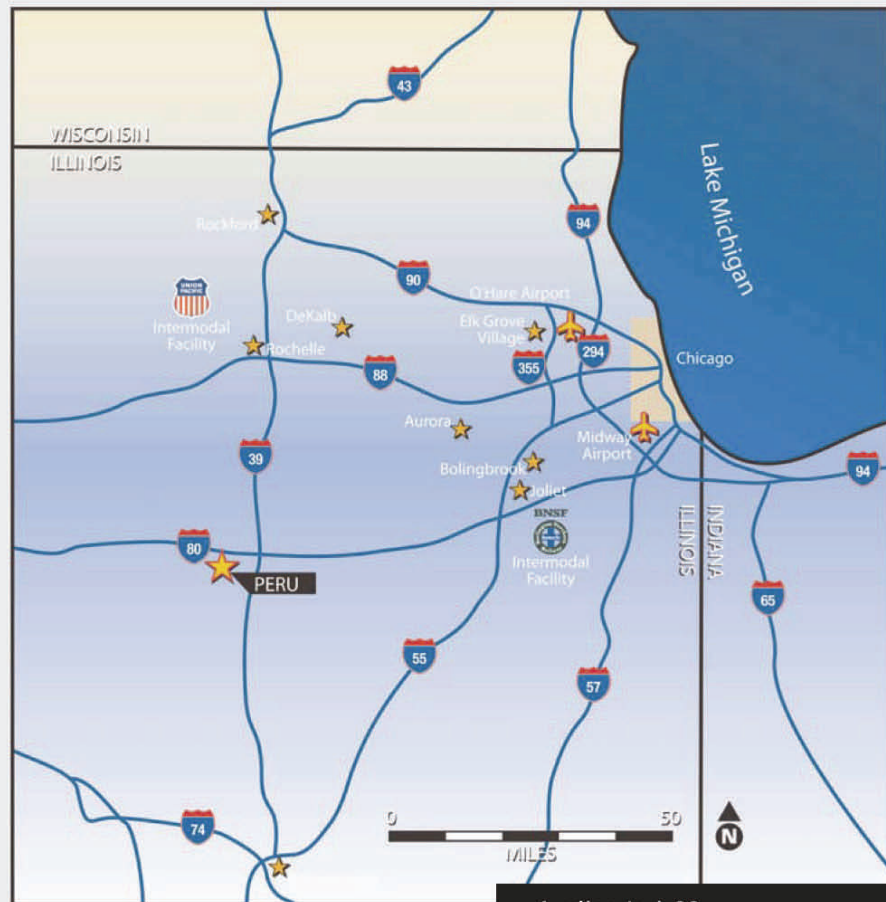 43
WISCONSIN
ILLINOIS
Lake Michigan
Rockford
94
90
O'Hare Airport
UNION
PACIFIC
Intermodal
Facility
DeKalb
Elk Grove
Village
Rochelle
294
355
Chicago
88
Aurora
Midway
Airport
39
Bolingbrook
94
Joliet
BNSF
80
Intermodal
Facility
ILLINOIS
INDIANA
PERU
65
55
57
0
50
74
MILES
N